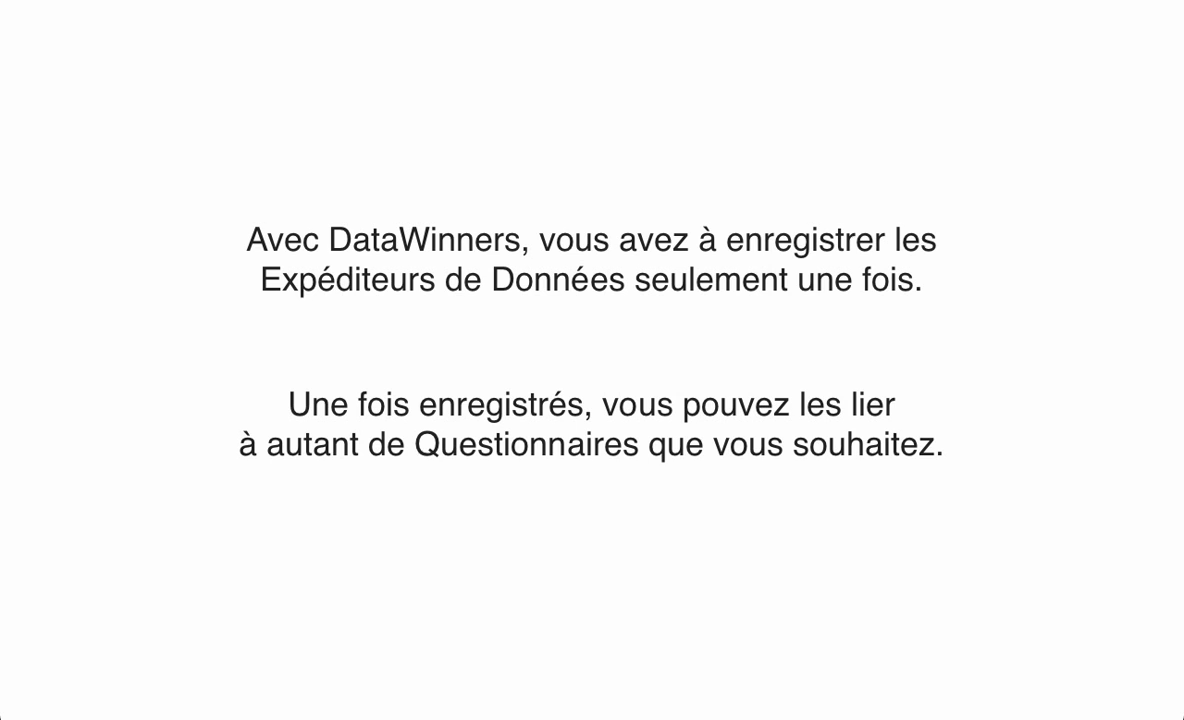 Avec DataWinners, vous avez à enregistrer les
Expéditeurs de Données seulement une fois.
Une fois enregistrés, vous pouvez les lier
à autant de Questionnaires que vous souhaitez.